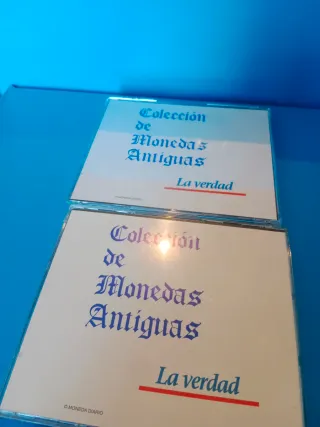 Colección
de
Monedas
Antiguas
La verdad
Colección
de
Monedas
Antiguas
La verdad